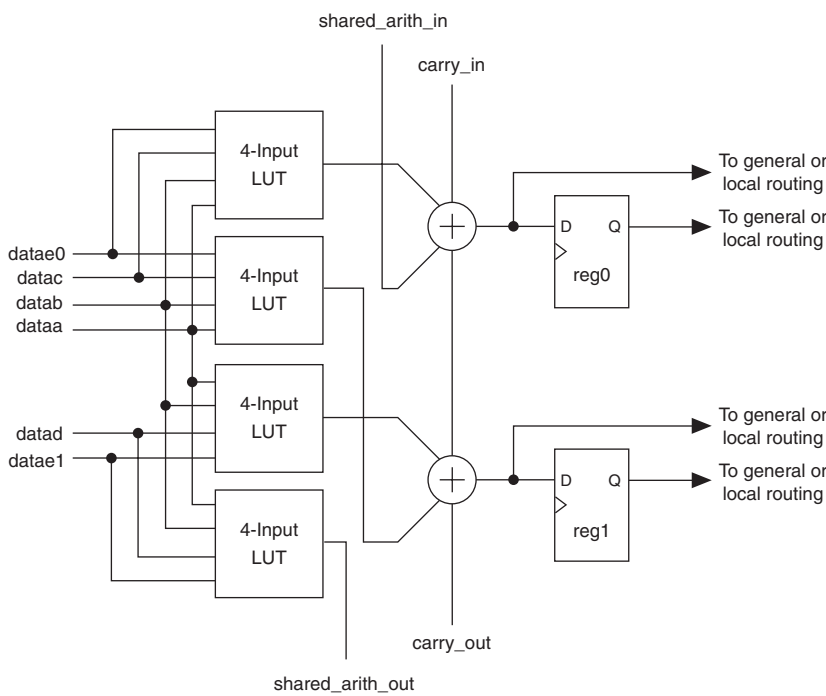 shared_arith_in
carry_in
4-Input
LUT
To general or
local routing
D Q
reg0
To general or
local routing
datae0
datac
datab
dataa
4-Input
LUT
4-Input
LUT
To general or
local routing
datad
datae1
D Q
reg1
To general or
local routing
4-Input
LUT
carry_out
shared_arith_out